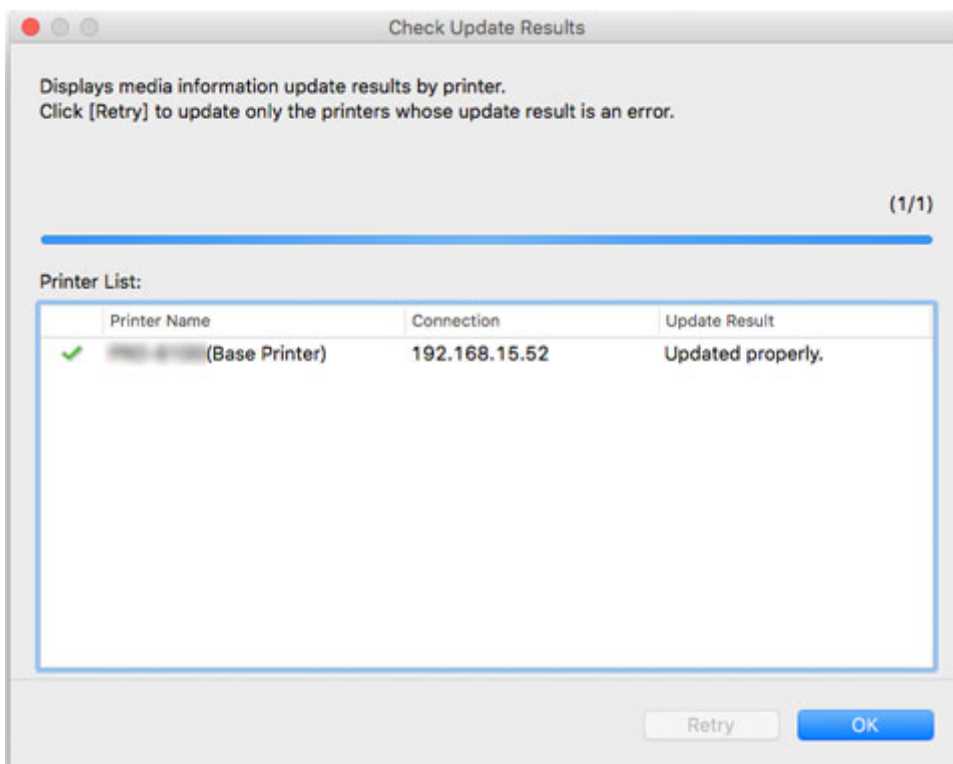 Check Update Results
Displays media information update results by printer.
Click [Retry] to update only the printers whose update result is an error.
(1/1)
Printer List:
Printer Name Connection Update Result
(Base Printer) 192.168.15.52 Updated properly.
Retry OK